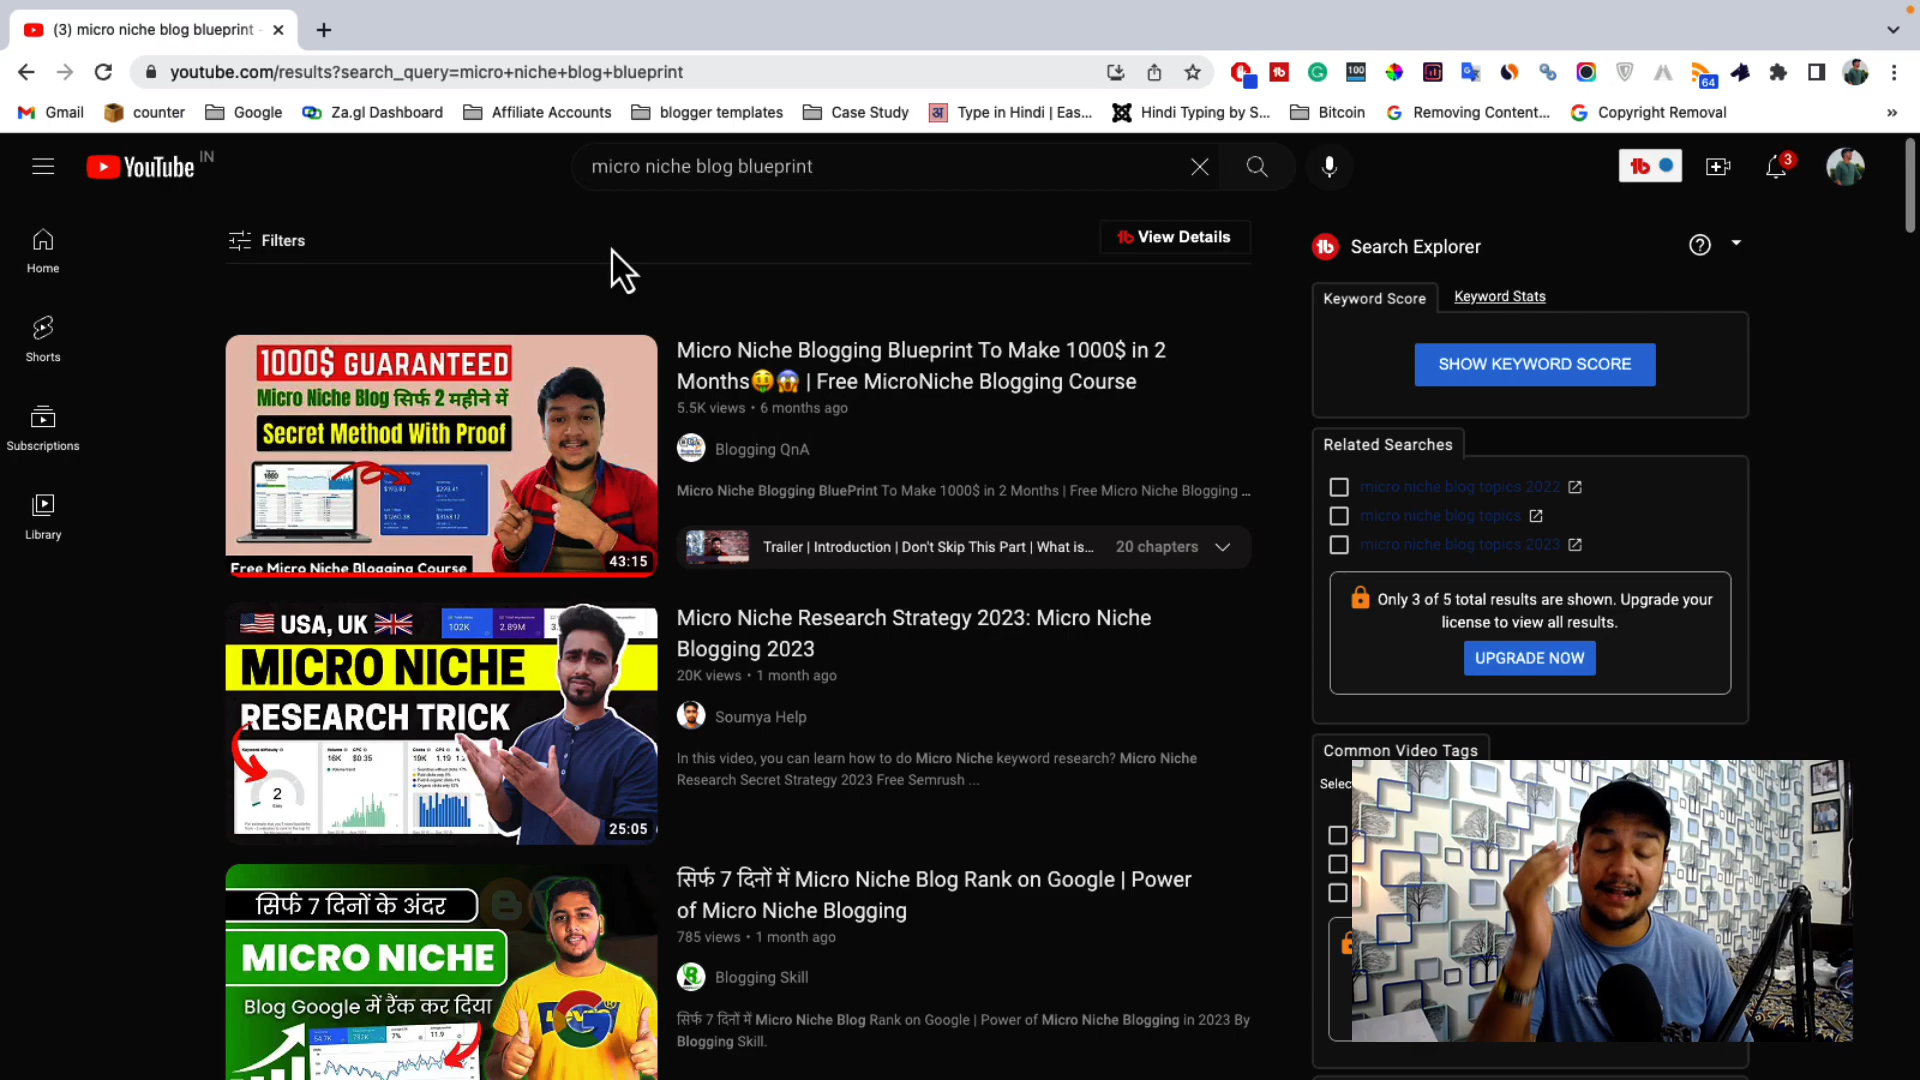 (3) micro niche blog blueprint -
youtube.com/results?search_query=micro+niche+blog+blueprint
100
64
Gmail
counter
Google
Za.gl Dashboard
Affiliate Accounts
blogger templates
Case Study
अ Type in Hindi | Eas...
Hindi Typing by S...
Bitcoin
Removing Content...
Copyright Removal
»
YouTube IN
micro niche blog blueprint
3
Home
Shorts
Subscriptions
Library
Filters
View Details
1000$ GUARANTEED
Micro Niche Blog सिर्फ 2 महीने में
Secret Method With Proof
Free Micro Niche Blogging Course
43:15
Micro Niche Blogging Blueprint To Make 1000$ in 2
Months🤑😱 | Free MicroNiche Blogging Course
5.5K views • 6 months ago
Blogging QnA
Micro Niche Blogging BluePrint To Make 1000$ in 2 Months | Free Micro Niche Blogging ...
Trailer | Introduction | Don't Skip This Part | What is...
20 chapters
USA, UK
102K
2.89M
MICRO NICHE
RESEARCH TRICK
16K
$0.35
19K
2
25:05
Micro Niche Research Strategy 2023: Micro Niche
Blogging 2023
20K views • 1 month ago
Soumya Help
In this video, you can learn how to do Micro Niche keyword research? Micro Niche
Research Secret Strategy 2023 Free Semrush ...
सिर्फ 7 दिनों के अंदर
MICRO NICHE
Blog Google में रैंक कर दिया
सिर्फ 7 दिनों में Micro Niche Blog Rank on Google | Power
of Micro Niche Blogging
785 views • 1 month ago
Blogging Skill
सिर्फ 7 दिनों में Micro Niche Blog Rank on Google | Power of Micro Niche Blogging in 2023 By
Blogging Skill.
Search Explorer
Keyword Score
Keyword Stats
SHOW KEYWORD SCORE
Related Searches
micro niche blog topics 2022
micro niche blog topics
micro niche blog topics 2023
Only 3 of 5 total results are shown. Upgrade your
license to view all results.
UPGRADE NOW
Common Video Tags
Selec